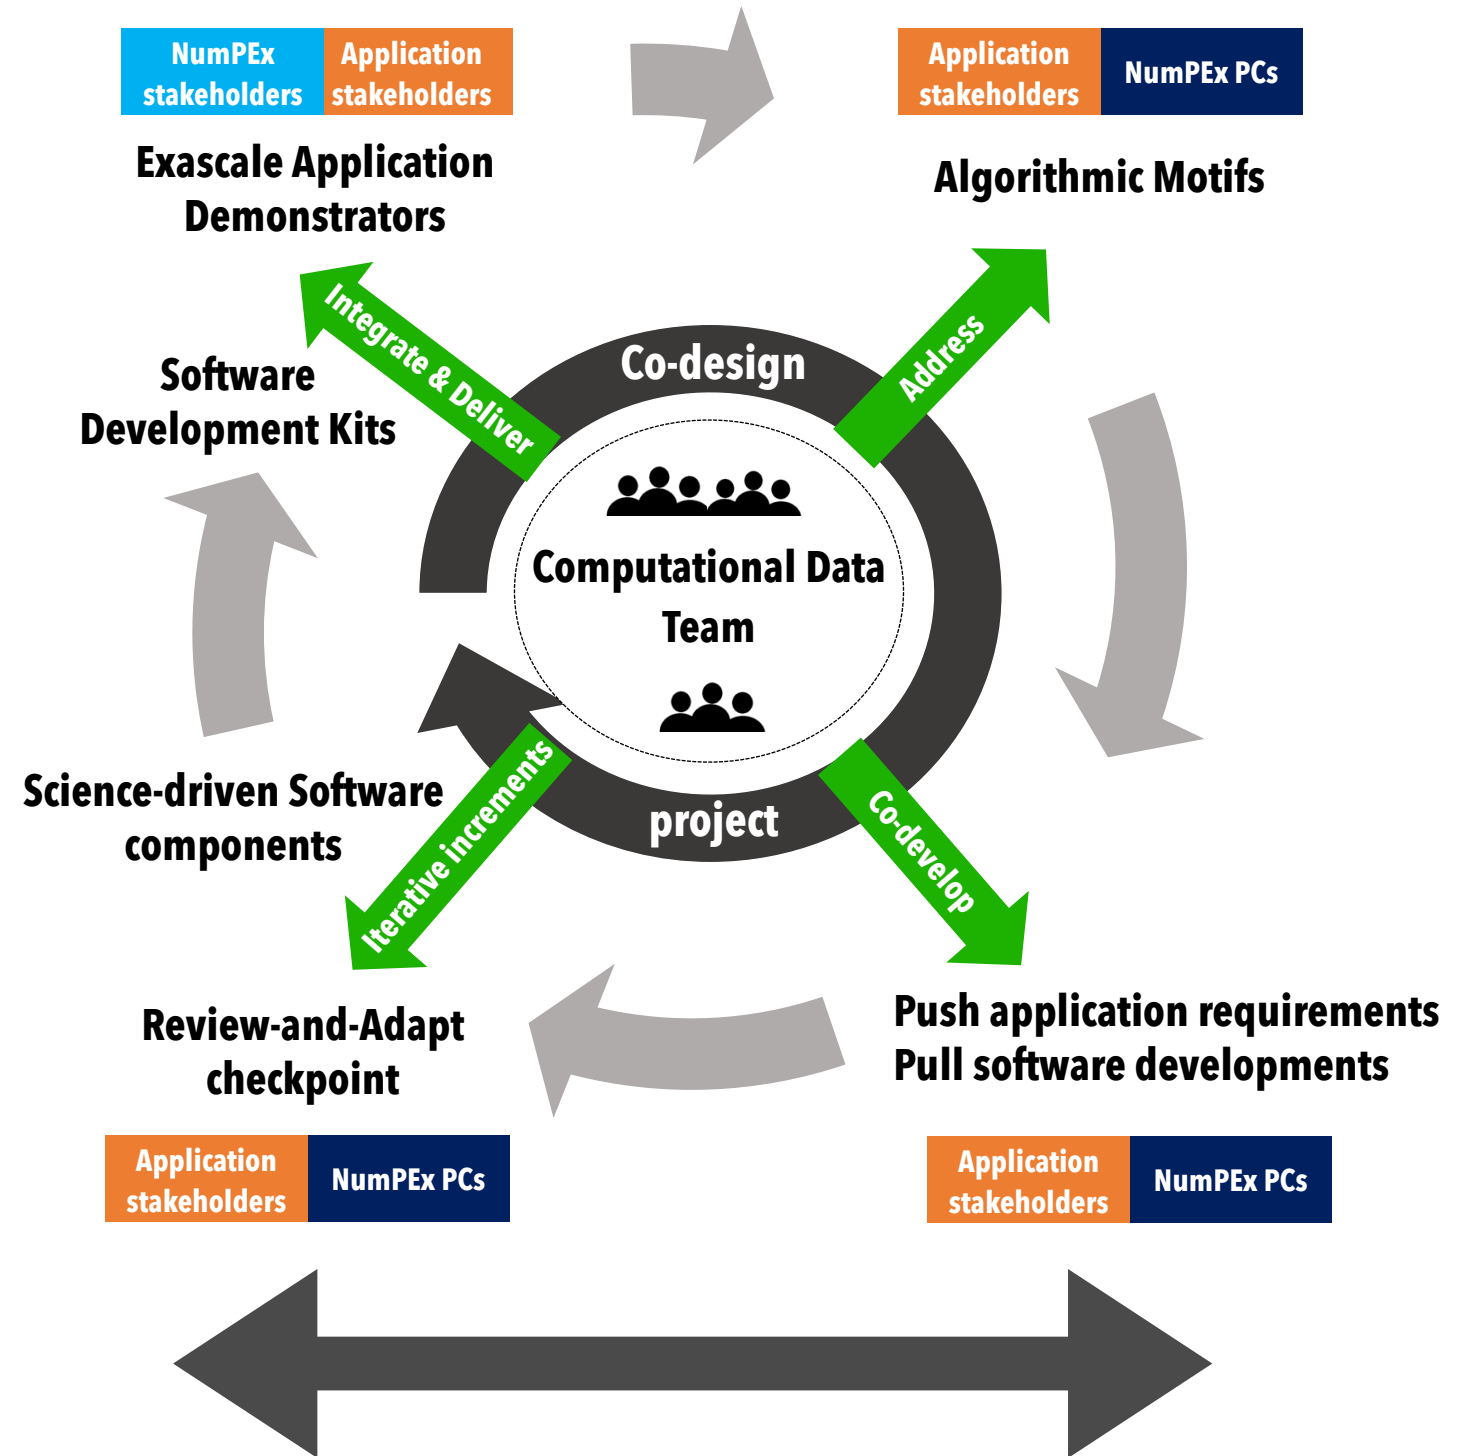 NumPEx
stakeholders
Application
stakeholders
Application
stakeholders
NumPEx PCs
Exascale Application
Demonstrators
Algorithmic Motifs
Integrate & Deliver
Address
Co-design
Software
Development Kits
Computational Data
Team
Science-driven Software
components
Iterative increments
project
Co-develop
Review-and-Adapt
checkpoint
Push application requirements
Pull software developments
Application
stakeholders
NumPEx PCs
Application
stakeholders
NumPEx PCs